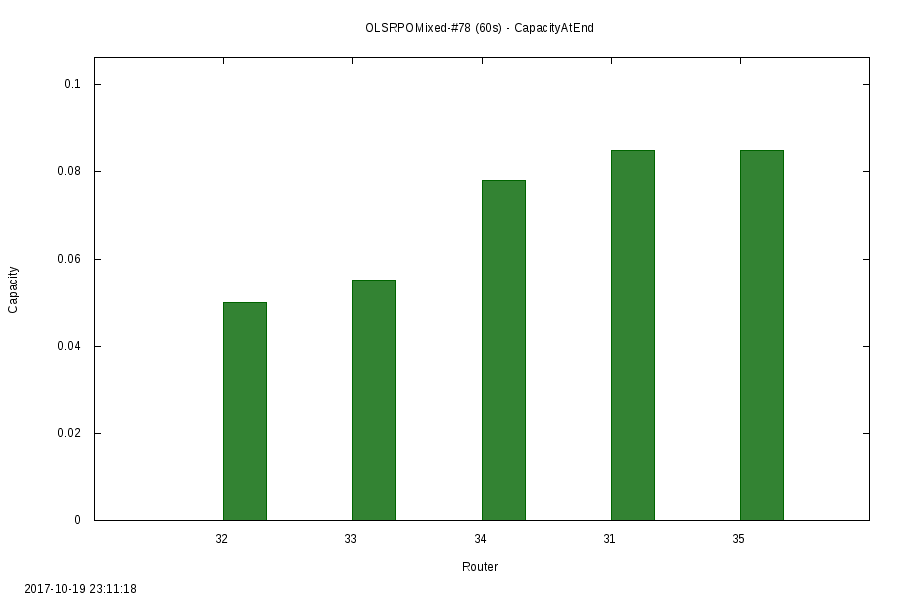 OLSRPOMixed-#78 (60s) - CapacityAtEnd
0.1
0.08
0.06
0.04
0.02
0
Capacity
32 33 34 31 35
Router
2017-10-19 23:11:18